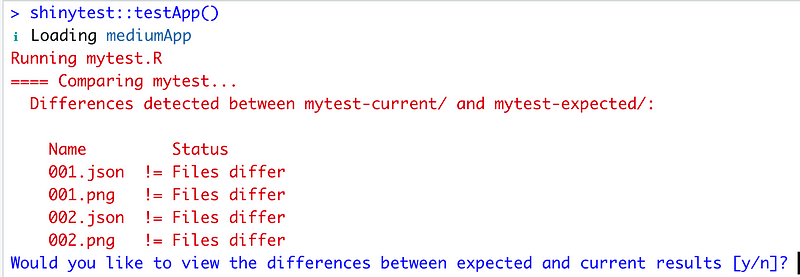 > shinytest::testApp()
ℹ Loading mediumApp
Running mytest.R
==== Comparing mytest...
  Differences detected between mytest-current/ and mytest-expected/:

    Name        Status
    001.json  != Files differ
    001.png   != Files differ
    002.json  != Files differ
    002.png   != Files differ
Would you like to view the differences between expected and current results [y/n]?